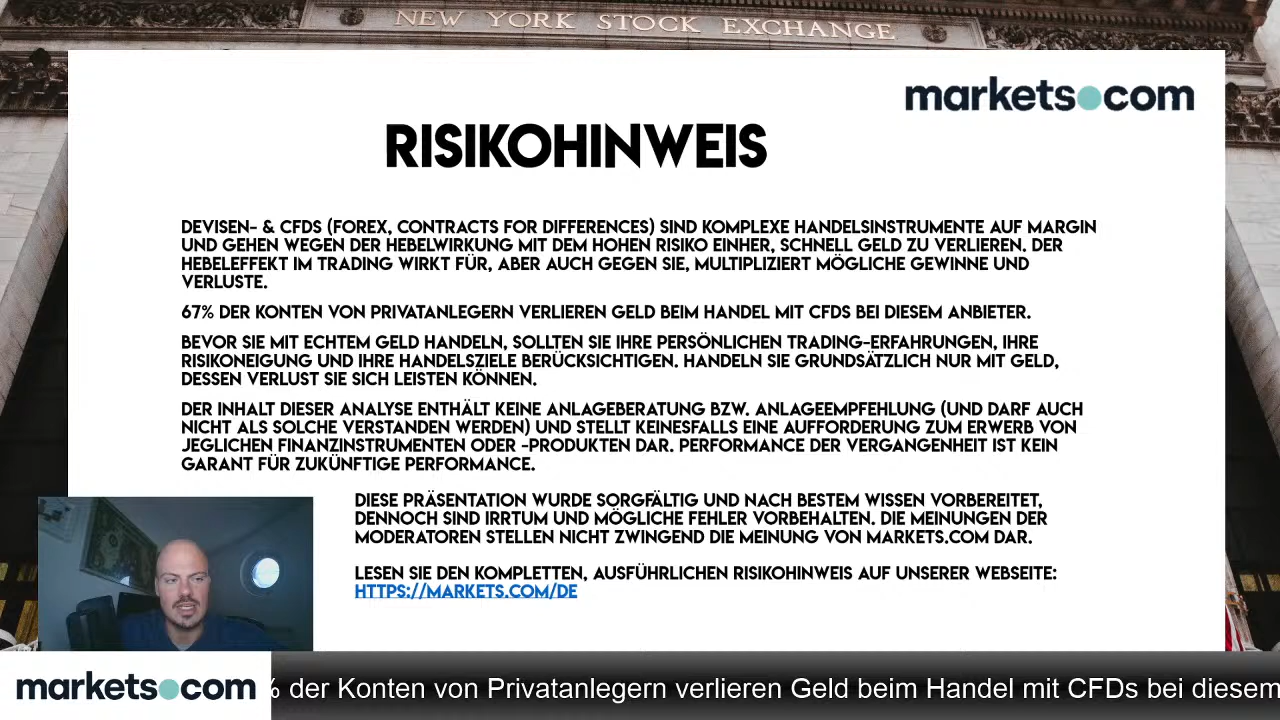 NEW YORK STOCK EXCHANGE
markets.com
RISIKOHINWEIS
DEVISEN- & CFDS (FOREX, CONTRACTS FOR DIFFERENCES) SIND KOMPLEXE HANDELSINSTRUMENTE AUF MARGIN
UND GEHEN WEGEN DER HEBELWIRKUNG MIT DEM HOHEN RISIKO EINHER, SCHNELL GELD ZU VERLIEREN. DER
HEBELEFFEKT IM TRADING WIRKT FÜR, ABER AUCH GEGEN SIE, MULTIPLIZIERT MÖGLICHE GEWINNE UND
VERLUSTE.
67% DER KONTEN VON PRIVATANLEGERN VERLIEREN GELD BEIM HANDEL MIT CFDS BEI DIESEM ANBIETER.
BEVOR SIE MIT ECHTEM GELD HANDELN, SOLLTEN SIE IHRE PERSÖNLICHEN TRADING-ERFAHRUNGEN, IHRE
RISIKONEIGUNG UND IHRE HANDELSZIELE BERÜCKSICHTIGEN. HANDELN SIE GRUNDSÄTZLICH NUR MIT GELD,
DESSEN VERLUST SIE SICH LEISTEN KÖNNEN.
DER INHALT DIESER ANALYSE ENTHÄLT KEINE ANLAGEBERATUNG BZW. ANLAGEEMPFEHLUNG (UND DARF AUCH
NICHT ALS SOLCHE VERSTANDEN WERDEN) UND STELLT KEINESFALLS EINE AUFFORDERUNG ZUM ERWERB VON
JEGLICHEN FINANZINSTRUMENTEN ODER -PRODUKTEN DAR. PERFORMANCE DER VERGANGENHEIT IST KEIN
GARANT FÜR ZUKÜNFTIGE PERFORMANCE.
DIESE PRÄSENTATION WURDE SORGFÄLTIG UND NACH BESTEM WISSEN VORBEREITET,
DENNOCH SIND IRRTUM UND MÖGLICHE FEHLER VORBEHALTEN. DIE MEINUNGEN DER
MODERATOREN STELLEN NICHT ZWINGEND DIE MEINUNG VON MARKETS.COM DAR.
LESEN SIE DEN KOMPLETTEN, AUSFÜHRLICHEN RISIKOHINWEIS AUF UNSERER WEBSEITE:
HTTPS://MARKETS.COM/DE
markets.com
% der Konten von Privatanlegern verlieren Geld beim Handel mit CFDs bei diesem